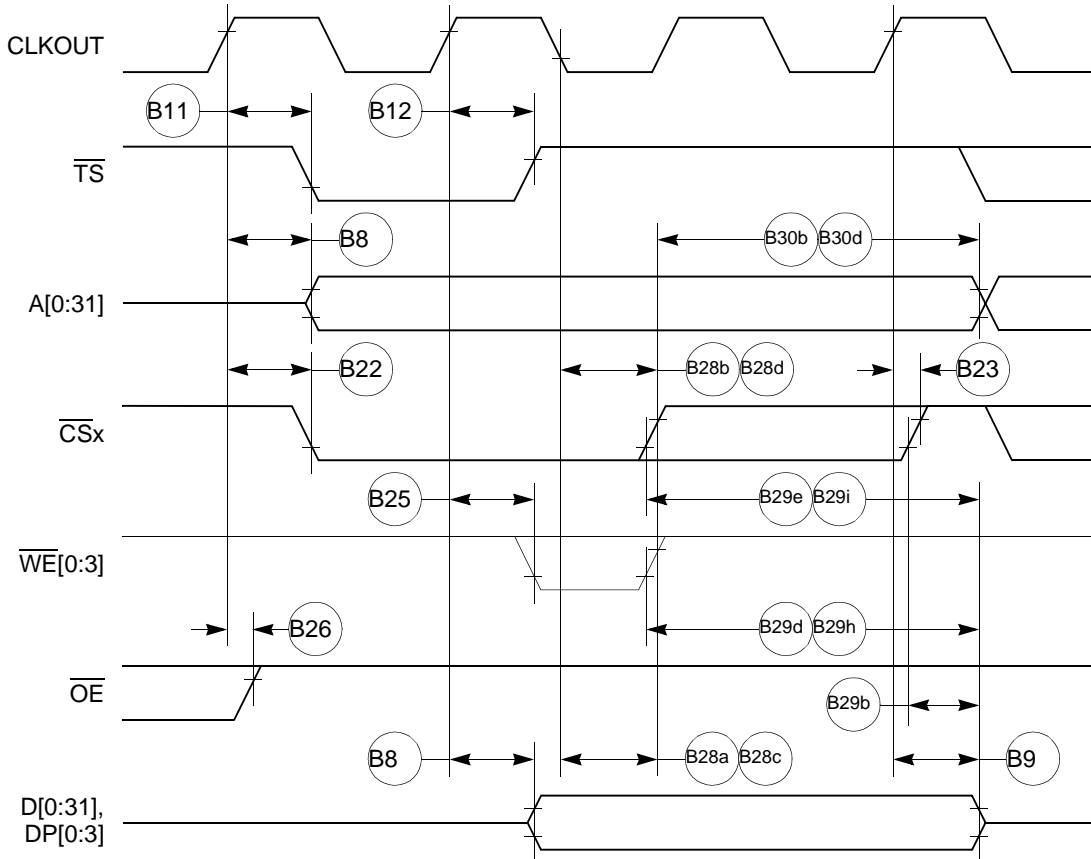 CLKOUT
B11
B12
TS
B8
B30b B30d
A[0:31]
B22
B28b B28d
B23
CSx
B25
B29e B29i
WE[0:3]
B26
B29d B29h
OE
B29b
B8
B28a B28c
B9
D[0:31],
DP[0:3]